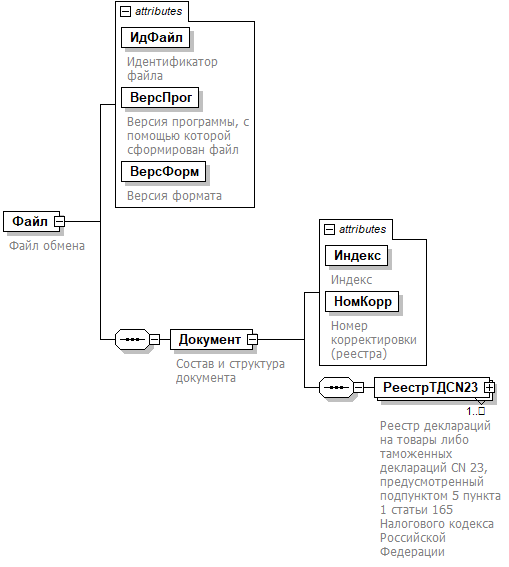 attributes
ИдФайл
Идентификатор
файла
ВерсПрог
Версия программы, с
помощью которой
сформирован файл
ВерсФорм
Версия формата
Файл
Файл обмена
attributes
Индекс
Индекс
НомКорр
Номер
корректировки
(реестра)
Документ
Состав и структура
документа
РеестрТДCN23
1..□
Реестр деклараций
на товары либо
таможенных
деклараций CN 23,
предусмотренный
подпунктом 5 пункта
1 статьи 165
Налогового кодекса
Российской
Федерации